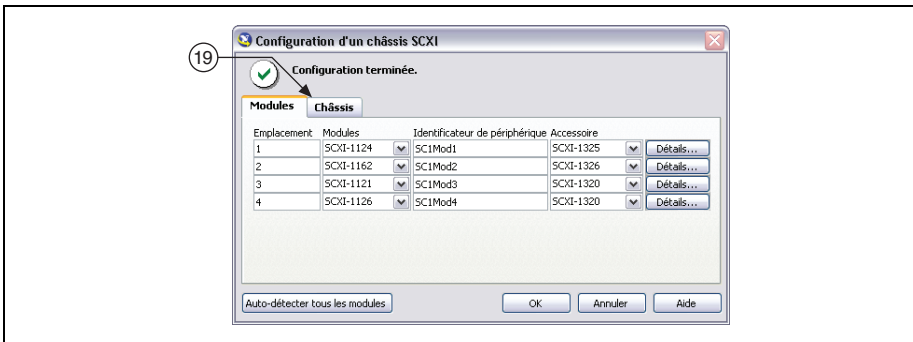 Configuration d'un châssis SCXI
19
Configuration terminée.
Modules Châssis
Emplacement Modules Identificateur de périphérique Accessoire
1 SCXI-1124 SC1Mod1 SCXI-1325 Détails...
2 SCXI-1162 SC1Mod2 SCXI-1326 Détails...
3 SCXI-1121 SC1Mod3 SCXI-1320 Détails...
4 SCXI-1126 SC1Mod4 SCXI-1320 Détails...
Auto-détecter tous les modules OK Annuler Aide